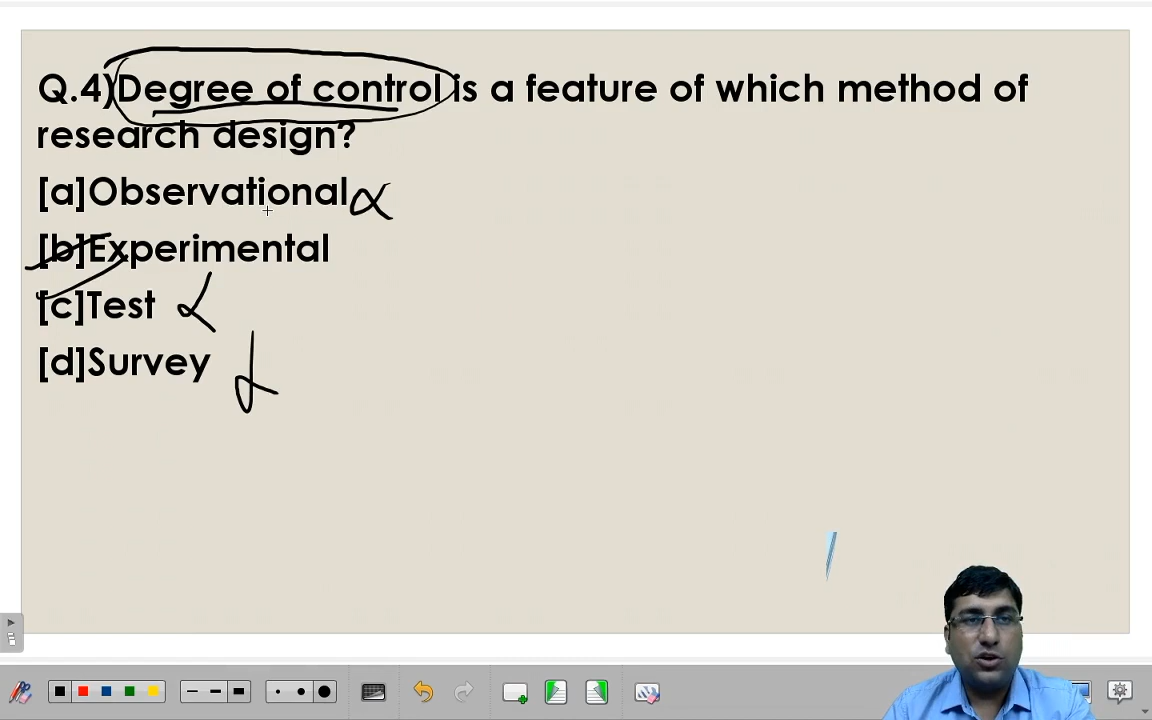 Q.4)Degree of control is a feature of which method of
research design?
[a]Observational
[b]Experimental
[c]Test
[d]Survey